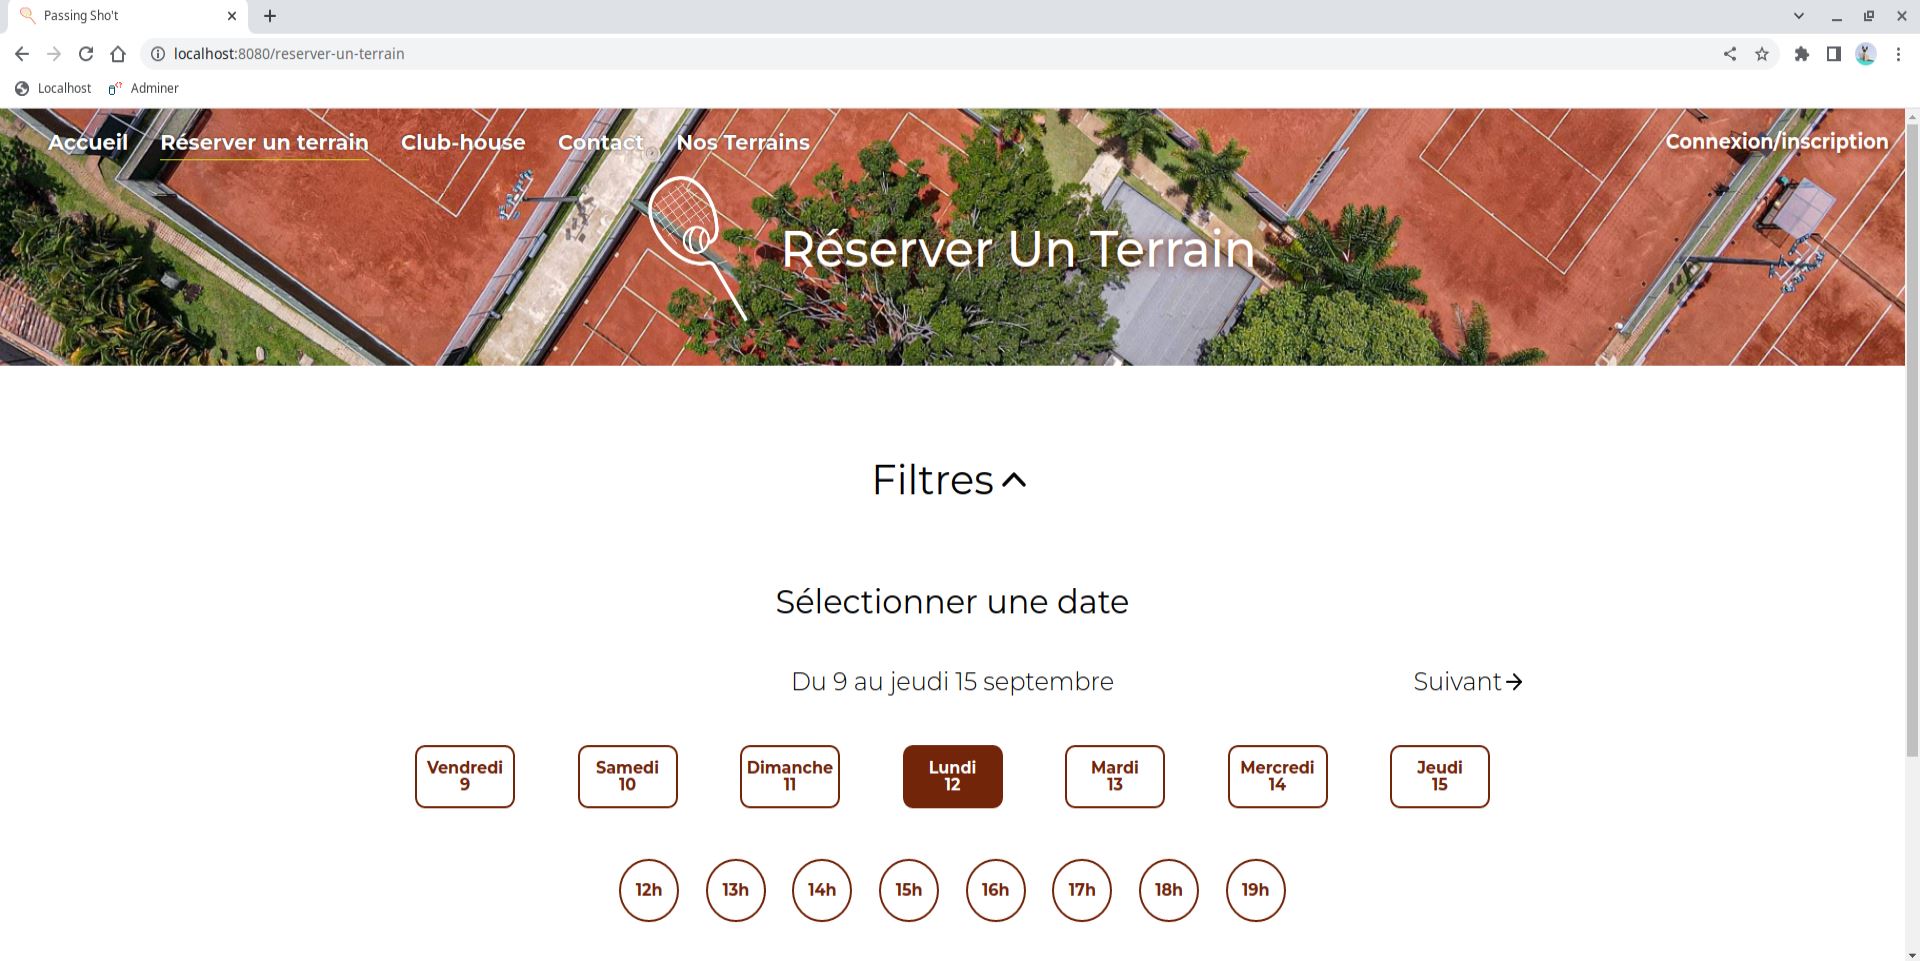 Passing Sho't
localhost:8080/reserver-un-terrain
Localhost Adminer
Accueil Réserver un terrain Club-house Contact Nos Terrains Connexion/inscription
Réserver Un Terrain
Filtres
Sélectionner une date
Du 9 au jeudi 15 septembre Suivant
Vendredi Samedi Dimanche Lundi Mardi Mercredi Jeudi
9 10 11 12 13 14 15
12h 13h 14h 15h 16h 17h 18h 19h